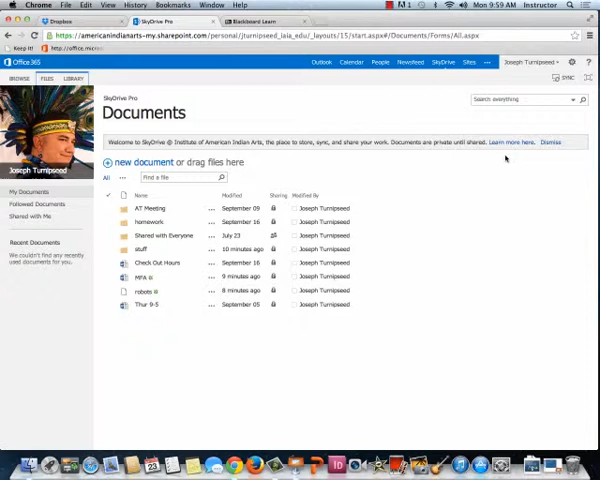 Chrome File Edit View History Bookmarks Window Help Mon 9:59 AM Instructor
Dropbox SkyDrive Pro Blackboard Learn
https://americanindianarts-my.sharepoint.com/personal/jturnipseed_iaia_edu/_layouts/15/start.aspx#/Documents/Forms/All.aspx
Keep It! http://office.micros
Office 365 Outlook Calendar People Newsfeed SkyDrive Sites ... Joseph Turnipseed ?
BROWSE FILES LIBRARY SYNC
SkyDrive Pro
Documents
Search everything
Welcome to SkyDrive @ Institute of American Indian Arts, the place to store, sync, and share your work. Documents are private until shared. Learn more here. Dismiss
new document or drag files here
Joseph Turnipseed
All ... Find a file
My Documents
Followed Documents
Shared with Me
Recent Documents
We couldn't find any recently
used documents for you.
Name Modified Sharing Modified By
AT Meeting ... September 09 Joseph Turnipseed
homework ... September 16 Joseph Turnipseed
Shared with Everyone ... July 23 Joseph Turnipseed
stuff ... 10 minutes ago Joseph Turnipseed
Check Out Hours ... September 16 Joseph Turnipseed
MFA ... 9 minutes ago Joseph Turnipseed
robots ... 8 minutes ago Joseph Turnipseed
Thur 9-5 ... September 05 Joseph Turnipseed
23